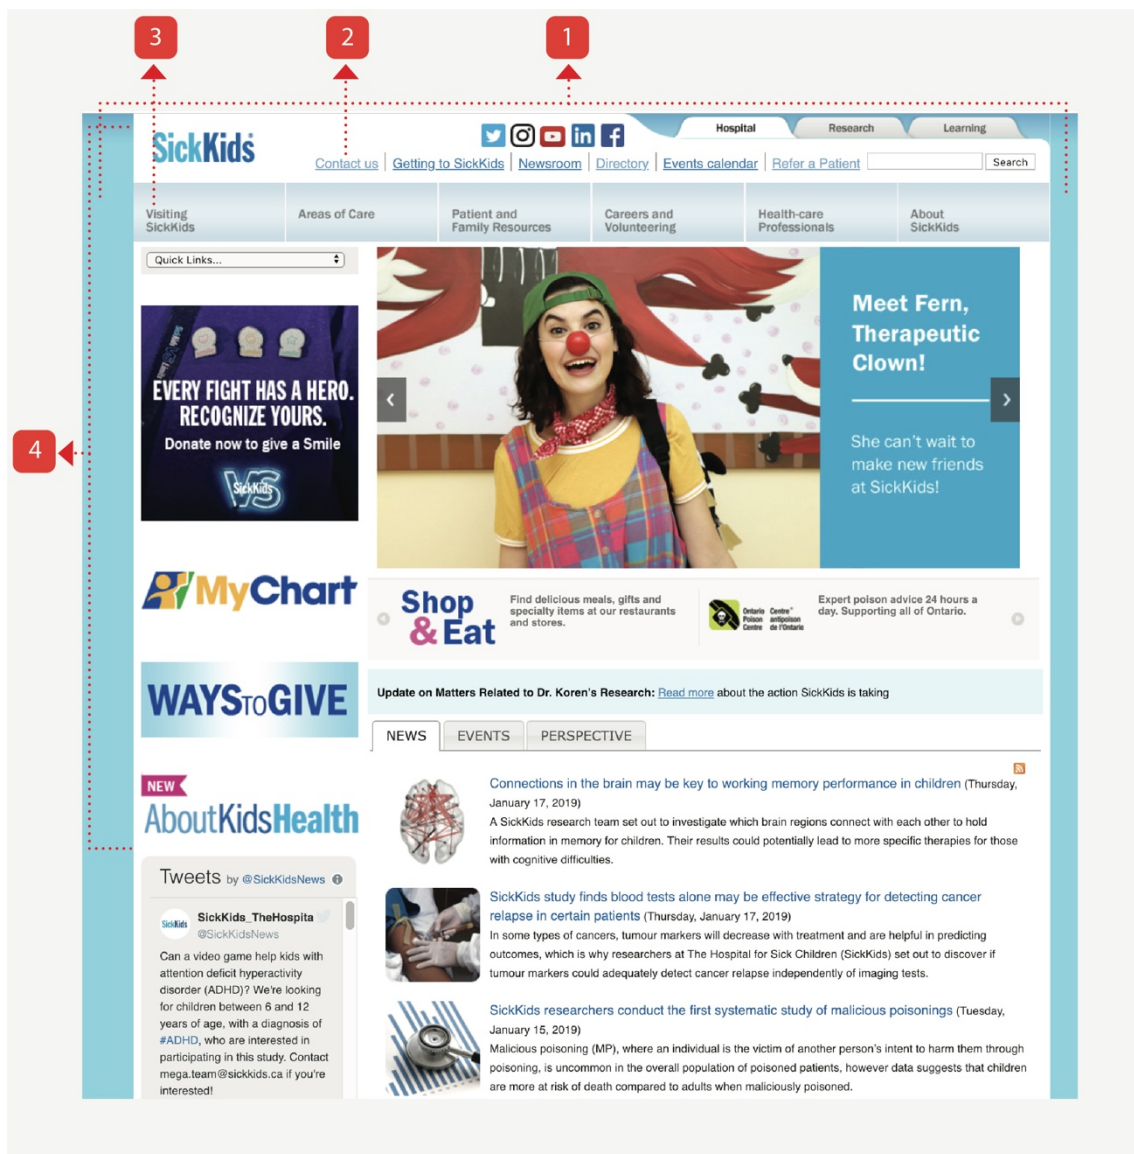 3
2
1
SickKids
Hospital
Research
Learning
Contact us
Getting to SickKids
Newsroom
Directory
Events calendar
Refer a Patient
Search
Visiting
SickKids
Areas of Care
Patient and
Family Resources
Careers and
Volunteering
Health-care
Professionals
About
SickKids
Quick Links...
EVERY FIGHT HAS A HERO.
RECOGNIZE YOURS.
Donate now to give a Smile
SickKids
VS
Meet Fern,
Therapeutic
Clown!
She can't wait to
make new friends
at SickKids!
4
MyChart
Shop
& Eat
Find delicious meals, gifts and
specialty items at our restaurants
and stores.
Ontario Centre
Poison antipoison
Centre de l'Ontario
Expert poison advice 24 hours a
day. Supporting all of Ontario.
WAYS TO GIVE
Update on Matters Related to Dr. Koren's Research: Read more about the action SickKids is taking
NEWS
EVENTS
PERSPECTIVE
NEW
AboutKidsHealth
Connections in the brain may be key to working memory performance in children (Thursday,
January 17, 2019)
A SickKids research team set out to investigate which brain regions connect with each other to hold
information in memory for children. Their results could potentially lead to more specific therapies for those
with cognitive difficulties.
Tweets by @SickKidsNews
SickKids
SickKids_TheHospita
@SickKidsNews
Can a video game help kids with
attention deficit hyperactivity
disorder (ADHD)? We're looking
for children between 6 and 12
years of age, with a diagnosis of
#ADHD, who are interested in
participating in this study. Contact
mega.team@sickkids.ca if you're
interested!
SickKids study finds blood tests alone may be effective strategy for detecting cancer
relapse in certain patients (Thursday, January 17, 2019)
In some types of cancers, tumour markers will decrease with treatment and are helpful in predicting
outcomes, which is why researchers at The Hospital for Sick Children (SickKids) set out to discover if
tumour markers could adequately detect cancer relapse independently of imaging tests.
SickKids researchers conduct the first systematic study of malicious poisonings (Tuesday,
January 15, 2019)
Malicious poisoning (MP), where an individual is the victim of another person's intent to harm them through
poisoning, is uncommon in the overall population of poisoned patients, however data suggests that children
are more at risk of death compared to adults when maliciously poisoned.